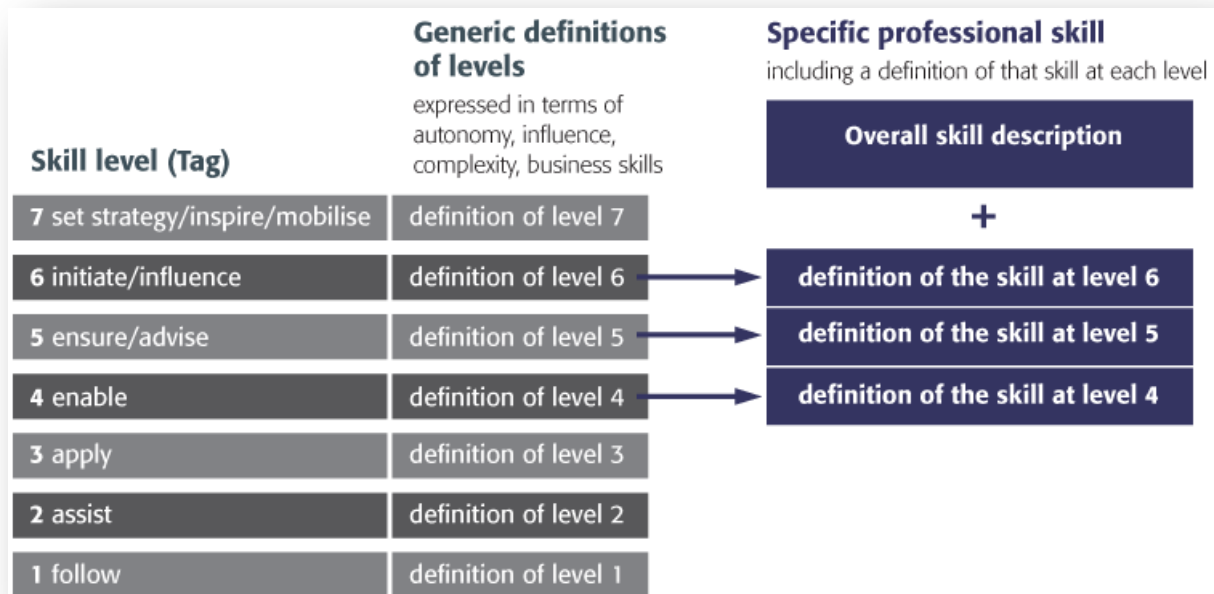 Generic definitions
of levels
expressed in terms of
autonomy, influence,
complexity, business skills
Specific professional skill
including a definition of that skill at each level
Overall skill description
+
Skill level (Tag)
7 set strategy/inspire/mobilise
definition of level 7
6 initiate/influence
definition of level 6
definition of the skill at level 6
5 ensure/advise
definition of level 5
definition of the skill at level 5
4 enable
definition of level 4
definition of the skill at level 4
3 apply
definition of level 3
2 assist
definition of level 2
1 follow
definition of level 1